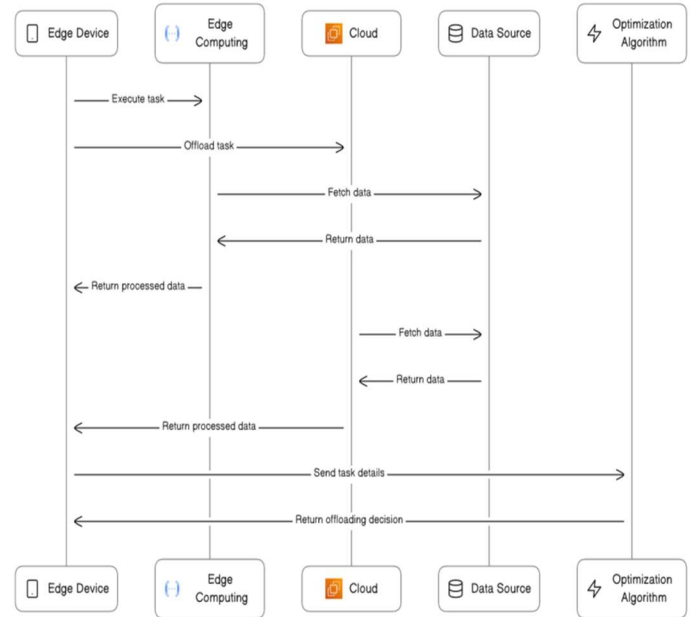 Edge Device
Edge
Computing
Cloud
Data Source
Optimization
Algorithm
Execute task
Offload task
Fetch data
Return data
Return processed data
Fetch data
Return data
Return processed data
Send task details
Return offloading decision
Edge Device
Edge
Computing
Cloud
Data Source
Optimization
Algorithm